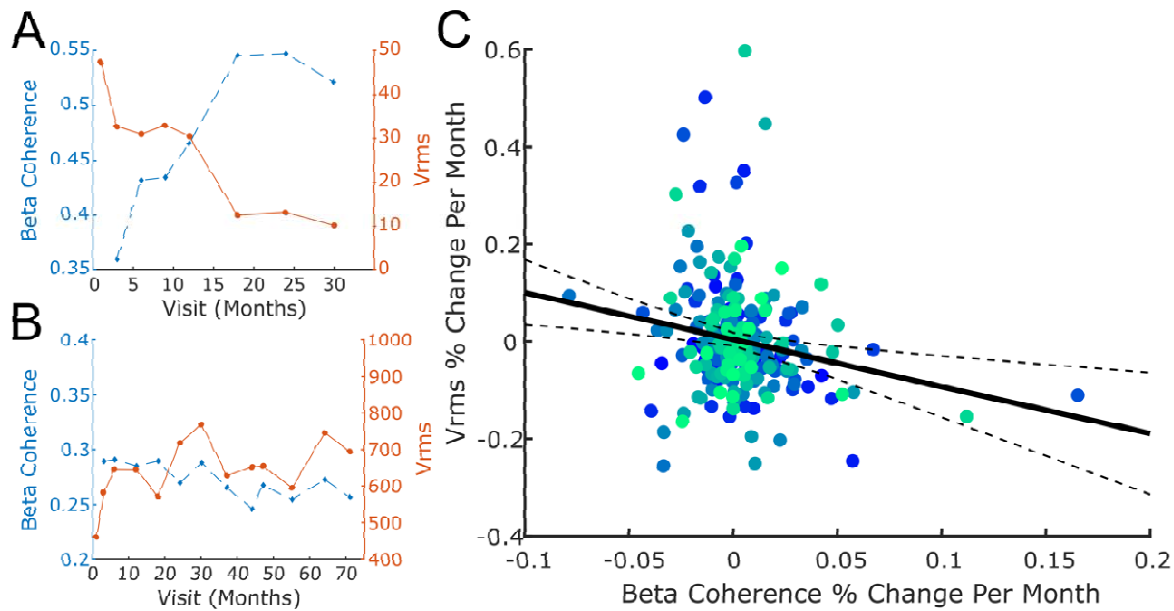 A
0.55
0.5
0.45
0.4
0.35
Beta Coherence
50
40
30
20
10
0
Vrms
0 5 10 15 20 25 30
Visit (Months)
B
0.4
0.35
0.3
0.25
0.2
Beta Coherence
1000
900
800
700
600
500
400
Vrms
0 10 20 30 40 50 60 70
Visit (Months)
C
0.6
0.4
0.2
0
-0.2
-0.4
Vrms % Change Per Month
-0.1 -0.05 0 0.05 0.1 0.15 0.2
Beta Coherence % Change Per Month